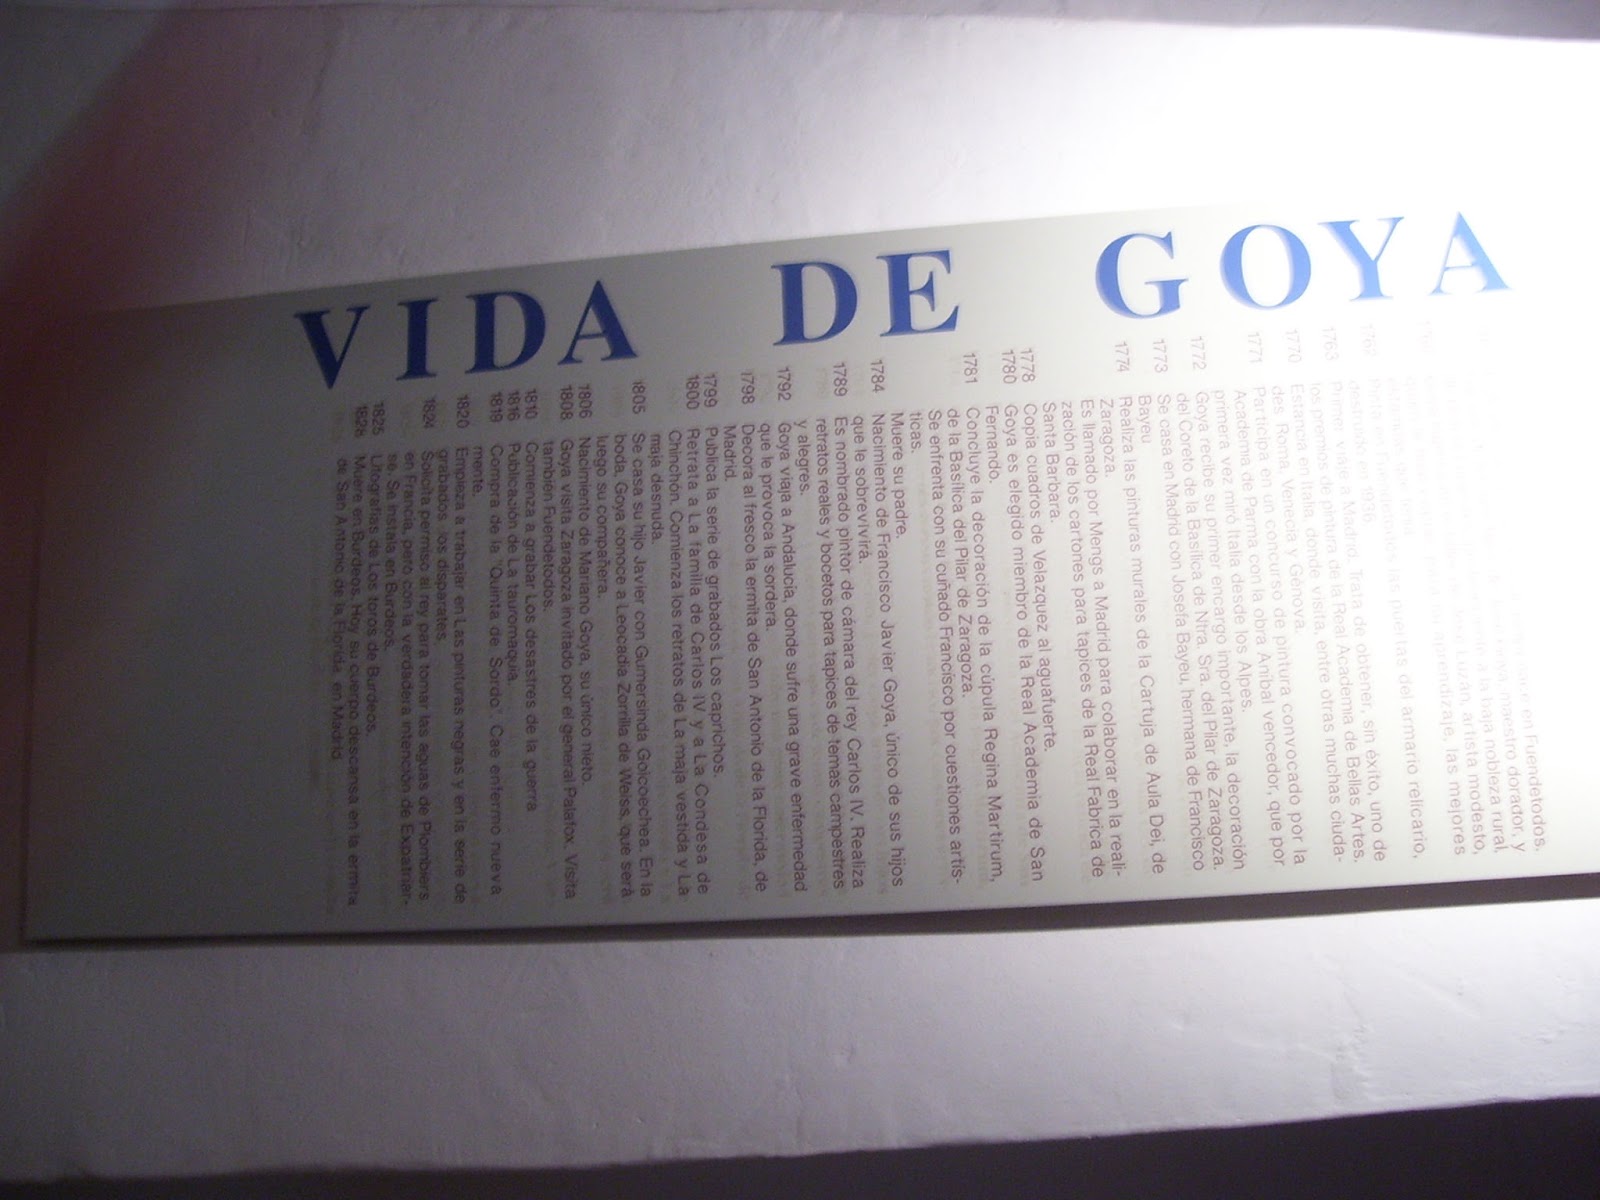 VIDA DE GOYA
en Fuendetodos.
maestro dorador, y
a la baja nobleza rural,
Luzán, artista modesto,
aprendizaje, las mejores
las puertas del armario relicario,
destruido en 1936.
1763 Primer viaje a Madrid. Trata de obtener, sin éxito, uno de
los premios de pintura de la Real Academia de Bellas Artes.
1770 Estancia en Italia, donde visita, entre otras muchas ciuda-
des, Roma, Venecia y Génova.
1771 Participa en un concurso de pintura convocado por la
Academia de Parma con la obra Aníbal vencedor, que por
primera vez miró Italia desde los Alpes.
1772 Goya recibe su primer encargo importante, la decoración
del Coreto de la Basílica de Ntra. Sra. del Pilar de Zaragoza.
1773 Se casa en Madrid con Josefa Bayeu, hermana de Francisco
Bayeu
1774 Realiza las pinturas murales de la Cartuja de Aula Dei, de
Zaragoza.
Es llamado por Mengs a Madrid para colaborar en la reali-
zación de los cartones para tapices de la Real Fábrica de
Santa Bárbara.
1778 Copia cuadros de Velázquez al aguafuerte.
1780 Goya es elegido miembro de la Real Academia de San
Fernando.
1781 Concluye la decoración de la cúpula Regina Martirum,
de la Basílica del Pilar de Zaragoza.
Se enfrenta con su cuñado Francisco por cuestiones artís-
ticas.
Muere su padre.
1784 Nacimiento de Francisco Javier Goya, único de sus hijos
que le sobrevivirá.
1789 Es nombrado pintor de cámara del rey Carlos IV. Realiza
retratos reales y bocetos para tapices de temas campestres
y alegres.
1792 Goya viaja a Andalucía, donde sufre una grave enfermedad
que le provoca la sordera.
1798 Decora al fresco la ermita de San Antonio de la Florida, de
Madrid.
1799 Publica la serie de grabados Los caprichos.
1800 Retrata a La familia de Carlos IV y a La Condesa de
Chinchón. Comienza los retratos de La maja vestida y La
maja desnuda.
1805 Se casa su hijo Javier con Gumersinda Goicoechea. En la
boda, Goya conoce a Leocadia Zorrilla de Weiss, que será
luego su compañera.
1806 Nacimiento de Mariano Goya, su único nieto.
1808 Goya visita Zaragoza invitado por el general Palafox. Visita
también Fuendetodos.
1810 Comienza a grabar Los desastres de la guerra
1816 Publicación de La tauromaquia.
1819 Compra de la "Quinta de Sordo". Cae enfermo nueva
mente.
1820 Empieza a trabajar en Las pinturas negras y en la serie de
grabados los disparates.
1824 Solicita permiso al rey para tomar las aguas de Plombiers
en Francia, pero con la verdadera intención de Expatriar-
se. Se instala en Burdeos.
1825 Litografías de Los toros de Burdeos.
1828 Muere en Burdeos. Hoy su cuerpo descansa en la ermita
de San Antonio de la Florida, en Madrid